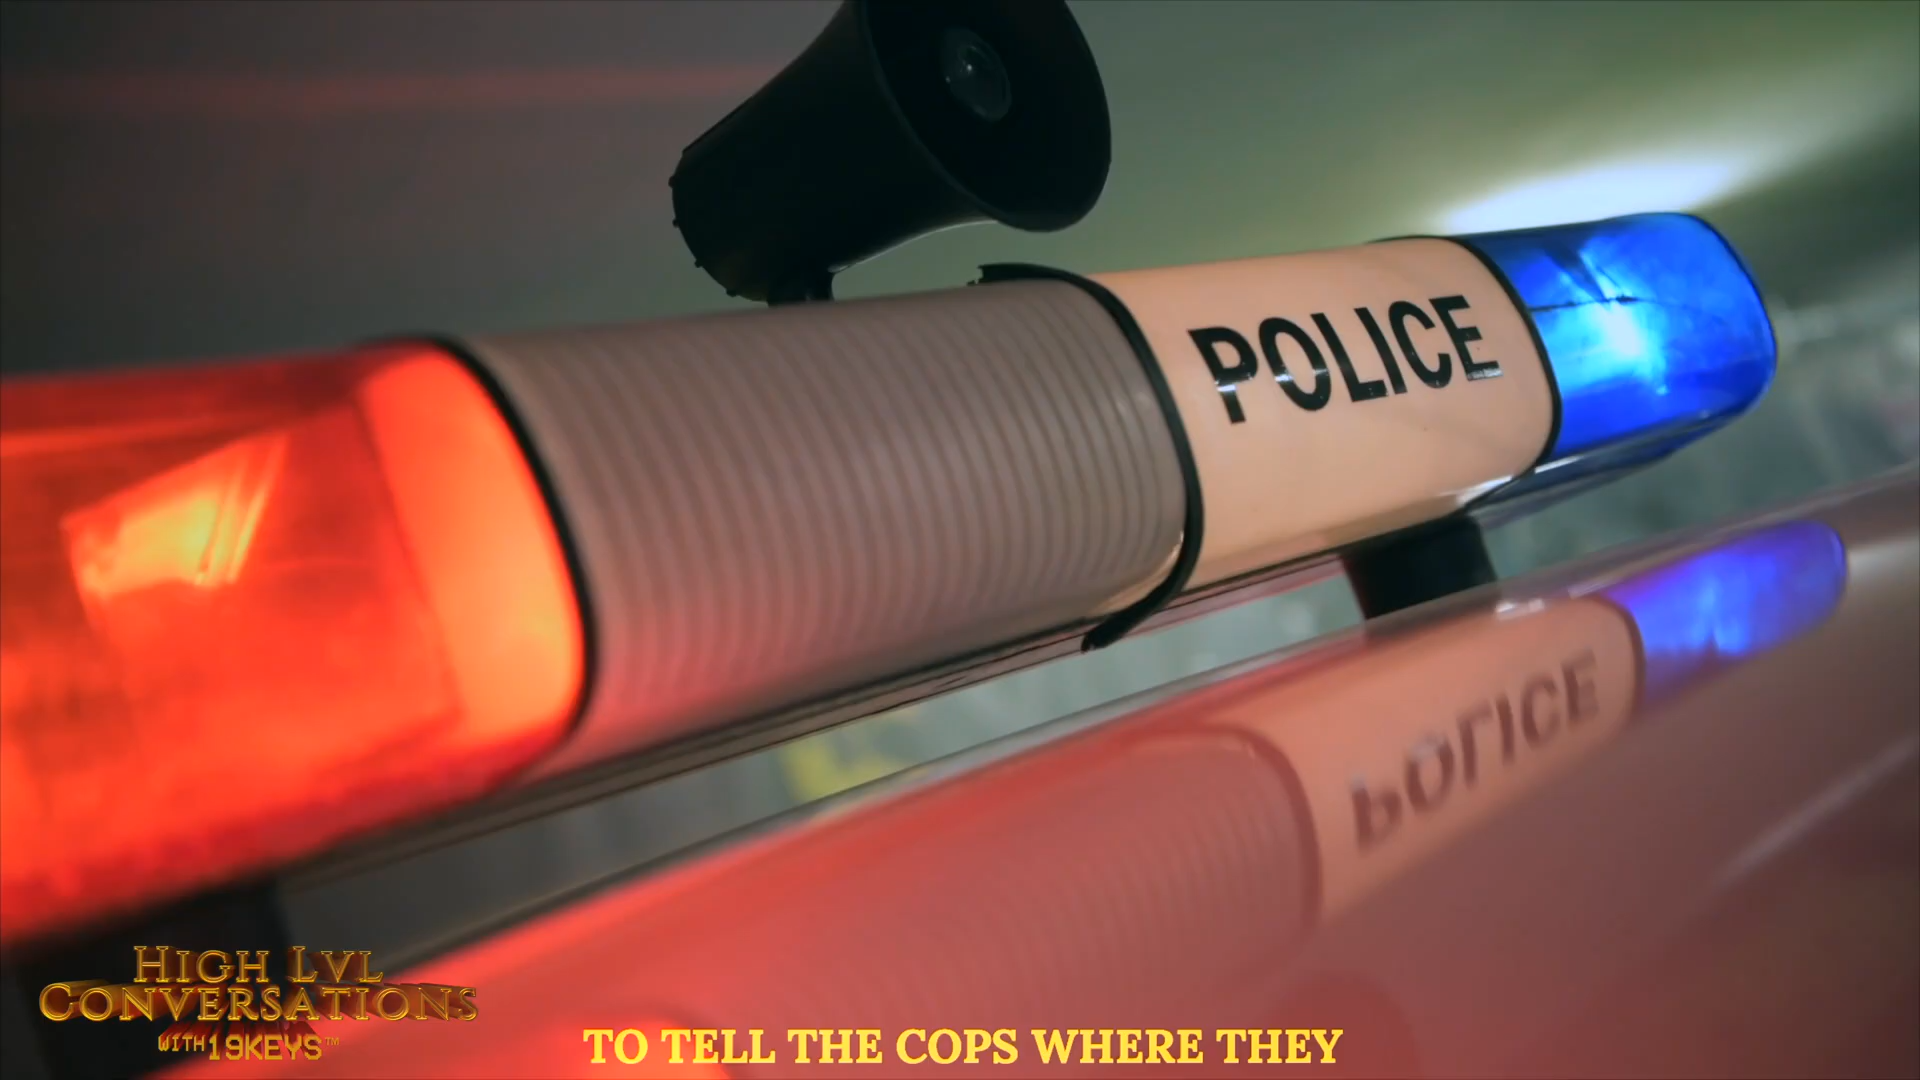 POLICE
POLICE
HIGH LVL
CONVERSATIONS
WITH 19KEYS™
TO TELL THE COPS WHERE THEY